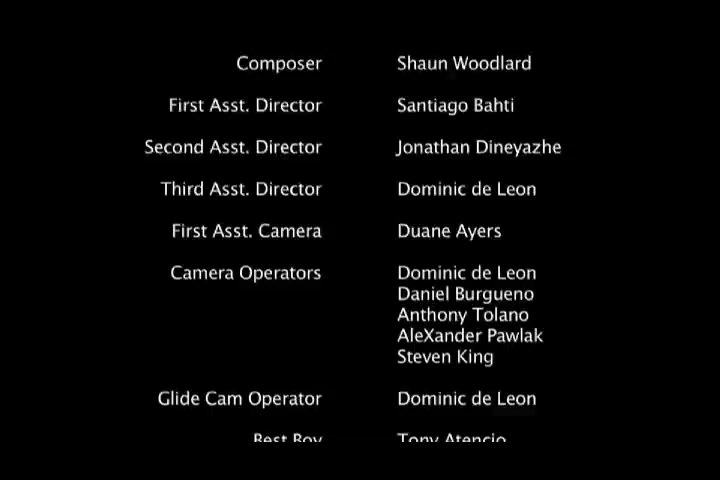 Composer Shaun Woodlard
First Asst. Director Santiago Bahti
Second Asst. Director Jonathan Dineyazhe
Third Asst. Director Dominic de Leon
First Asst. Camera Duane Ayers
Camera Operators Dominic de Leon
Daniel Burgueno
Anthony Tolano
AleXander Pawlak
Steven King
Glide Cam Operator Dominic de Leon
Best Boy Tony Atencio